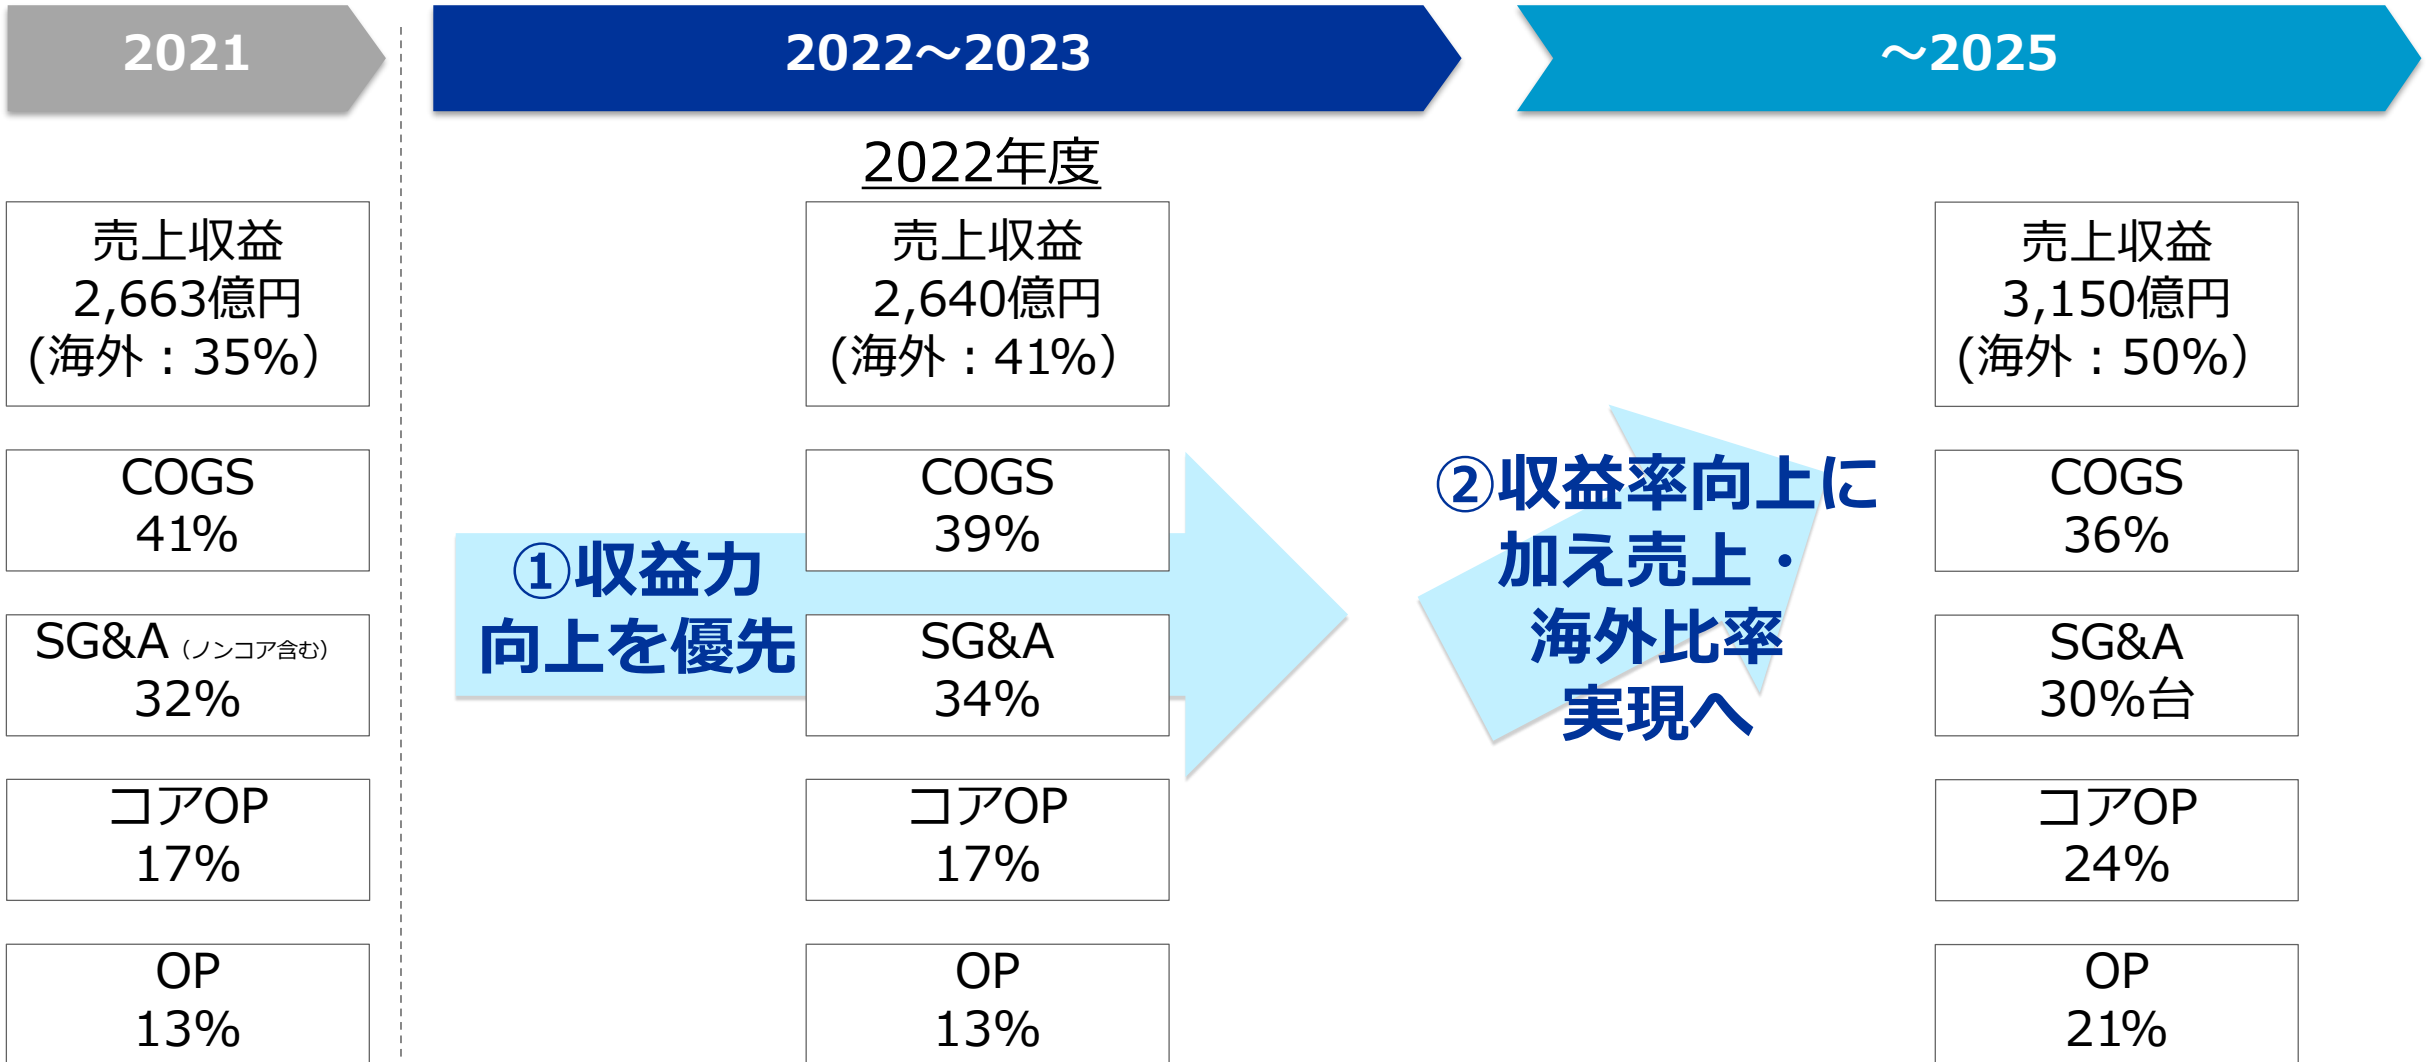 2021
2022～2023
～2025
2022年度
売上収益
2,663億円
(海外：35%）
COGS
41%
SG&A（ノンコア含む）
32%
コアOP
17%
OP
13%
①収益力
向上を優先
売上収益
2,640億円
(海外：41%）
COGS
39%
SG&A
34%
コアOP
17%
OP
13%
②収益率向上に
加え売上・
海外比率
実現へ
売上収益
3,150億円
(海外：50%）
COGS
36%
SG&A
30%台
コアOP
24%
OP
21%